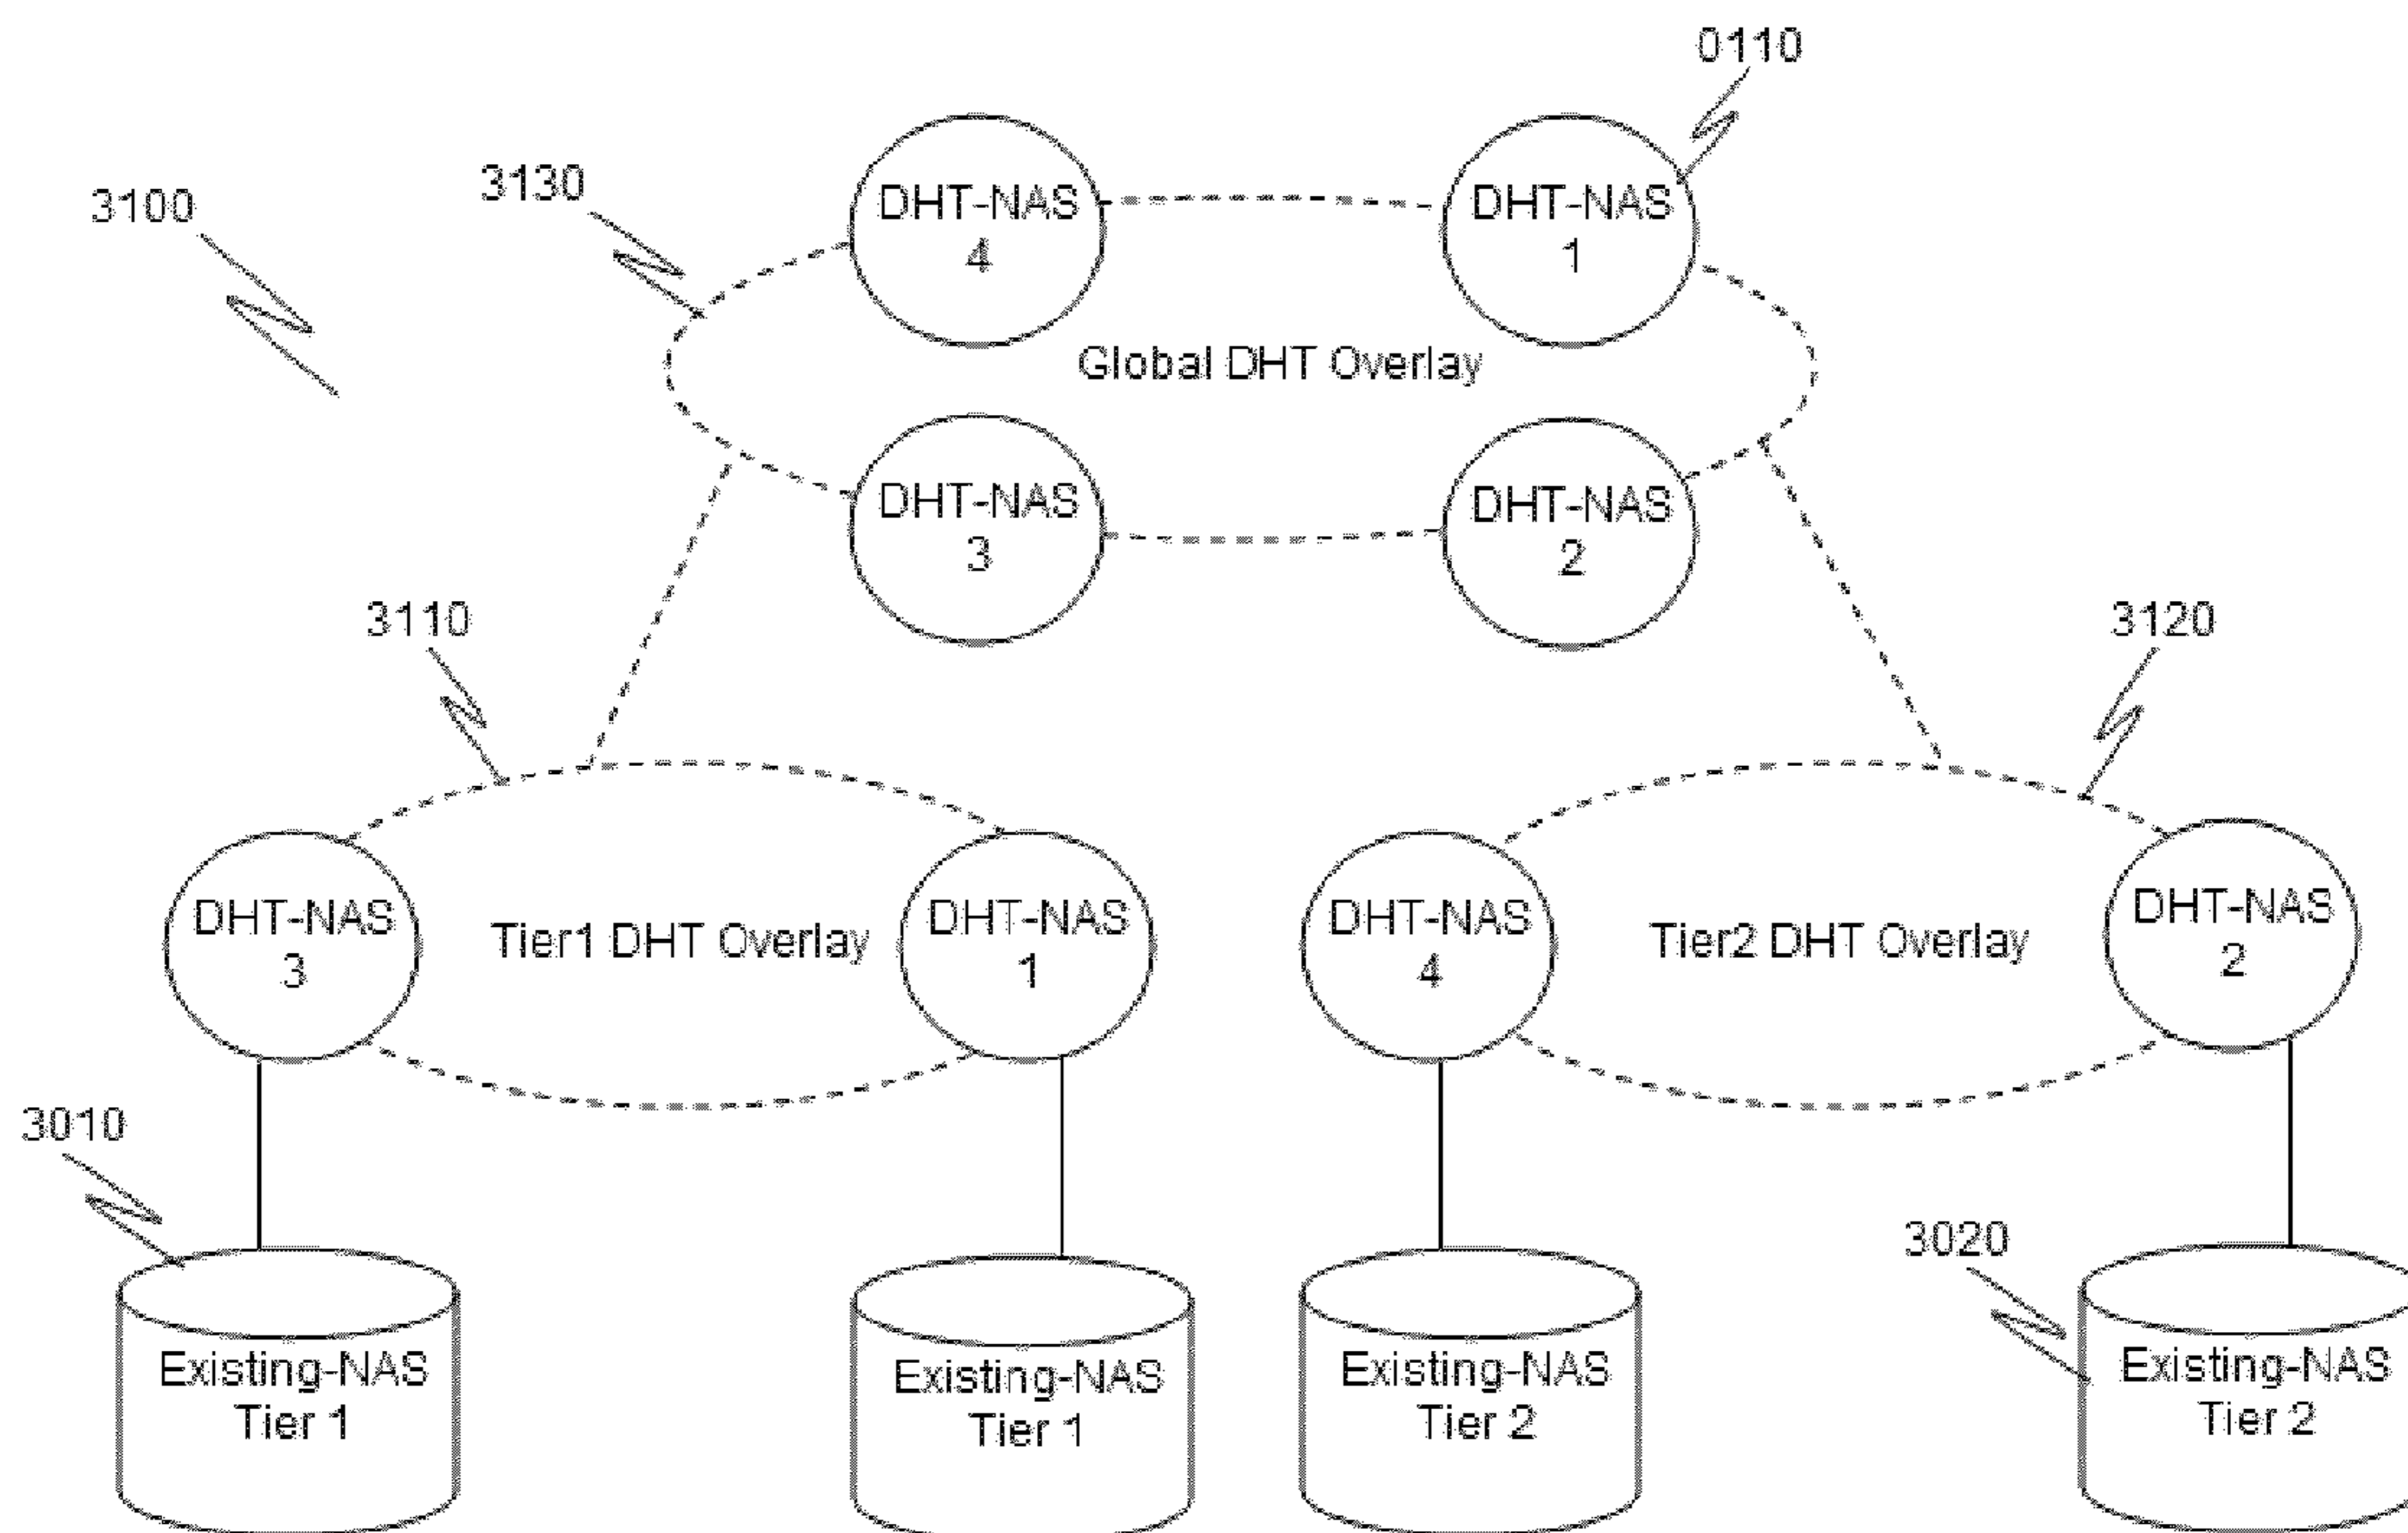 0110
3130
3100
DHT-NAS
4
DHT-NAS
1
Global DHT Overlay
DHT-NAS
3
DHT-NAS
2
3110
3120
DHT-NAS
3
Tier1 DHT Overlay
DHT-NAS
1
DHT-NAS
4
Tier2 DHT Overlay
DHT-NAS
2
3010
3020
Existing-NAS
Tier 1
Existing-NAS
Tier 1
Existing-NAS
Tier 2
Existing-NAS
Tier 2